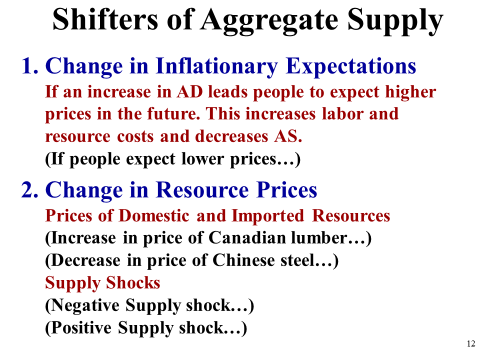 Shifters of Aggregate Supply
1. Change in Inflationary Expectations
If an increase in AD leads people to expect higher
prices in the future. This increases labor and
resource costs and decreases AS.
(If people expect lower prices…)
2. Change in Resource Prices
Prices of Domestic and Imported Resources
(Increase in price of Canadian lumber…)
(Decrease in price of Chinese steel…)
Supply Shocks
(Negative Supply shock…)
(Positive Supply shock…)
12